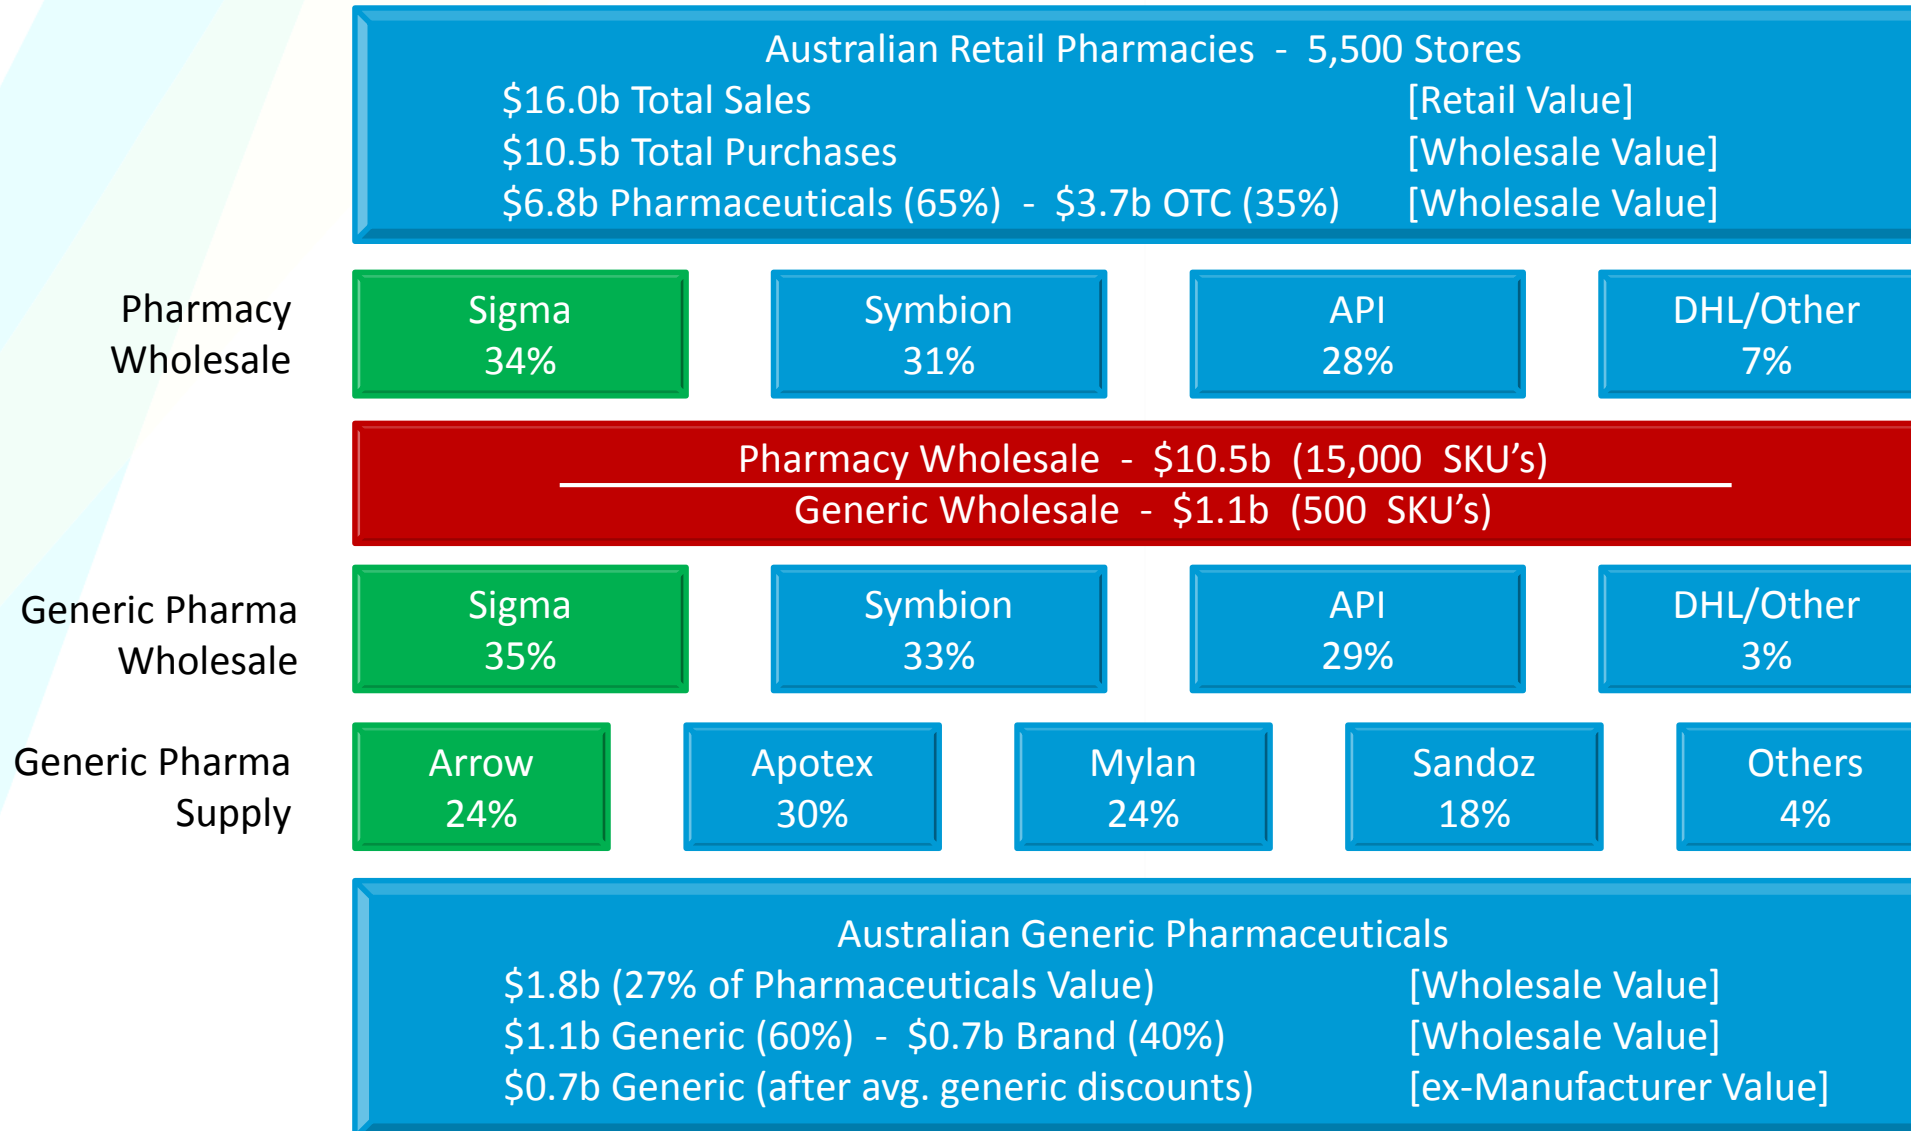 Australian Retail Pharmacies - 5,500 Stores
$16.0b Total Sales [Retail Value]
$10.5b Total Purchases [Wholesale Value]
$6.8b Pharmaceuticals (65%) - $3.7b OTC (35%) [Wholesale Value]
Pharmacy
Wholesale
Sigma
34%
Symbion
31%
API
28%
DHL/Other
7%
Pharmacy Wholesale - $10.5b (15,000 SKU’s)
Generic Wholesale - $1.1b (500 SKU’s)
Generic Pharma
Wholesale
Sigma
35%
Symbion
33%
API
29%
DHL/Other
3%
Generic Pharma
Supply
Arrow
24%
Apotex
30%
Mylan
24%
Sandoz
18%
Others
4%
Australian Generic Pharmaceuticals
$1.8b (27% of Pharmaceuticals Value) [Wholesale Value]
$1.1b Generic (60%) - $0.7b Brand (40%) [Wholesale Value]
$0.7b Generic (after avg. generic discounts) [ex-Manufacturer Value]